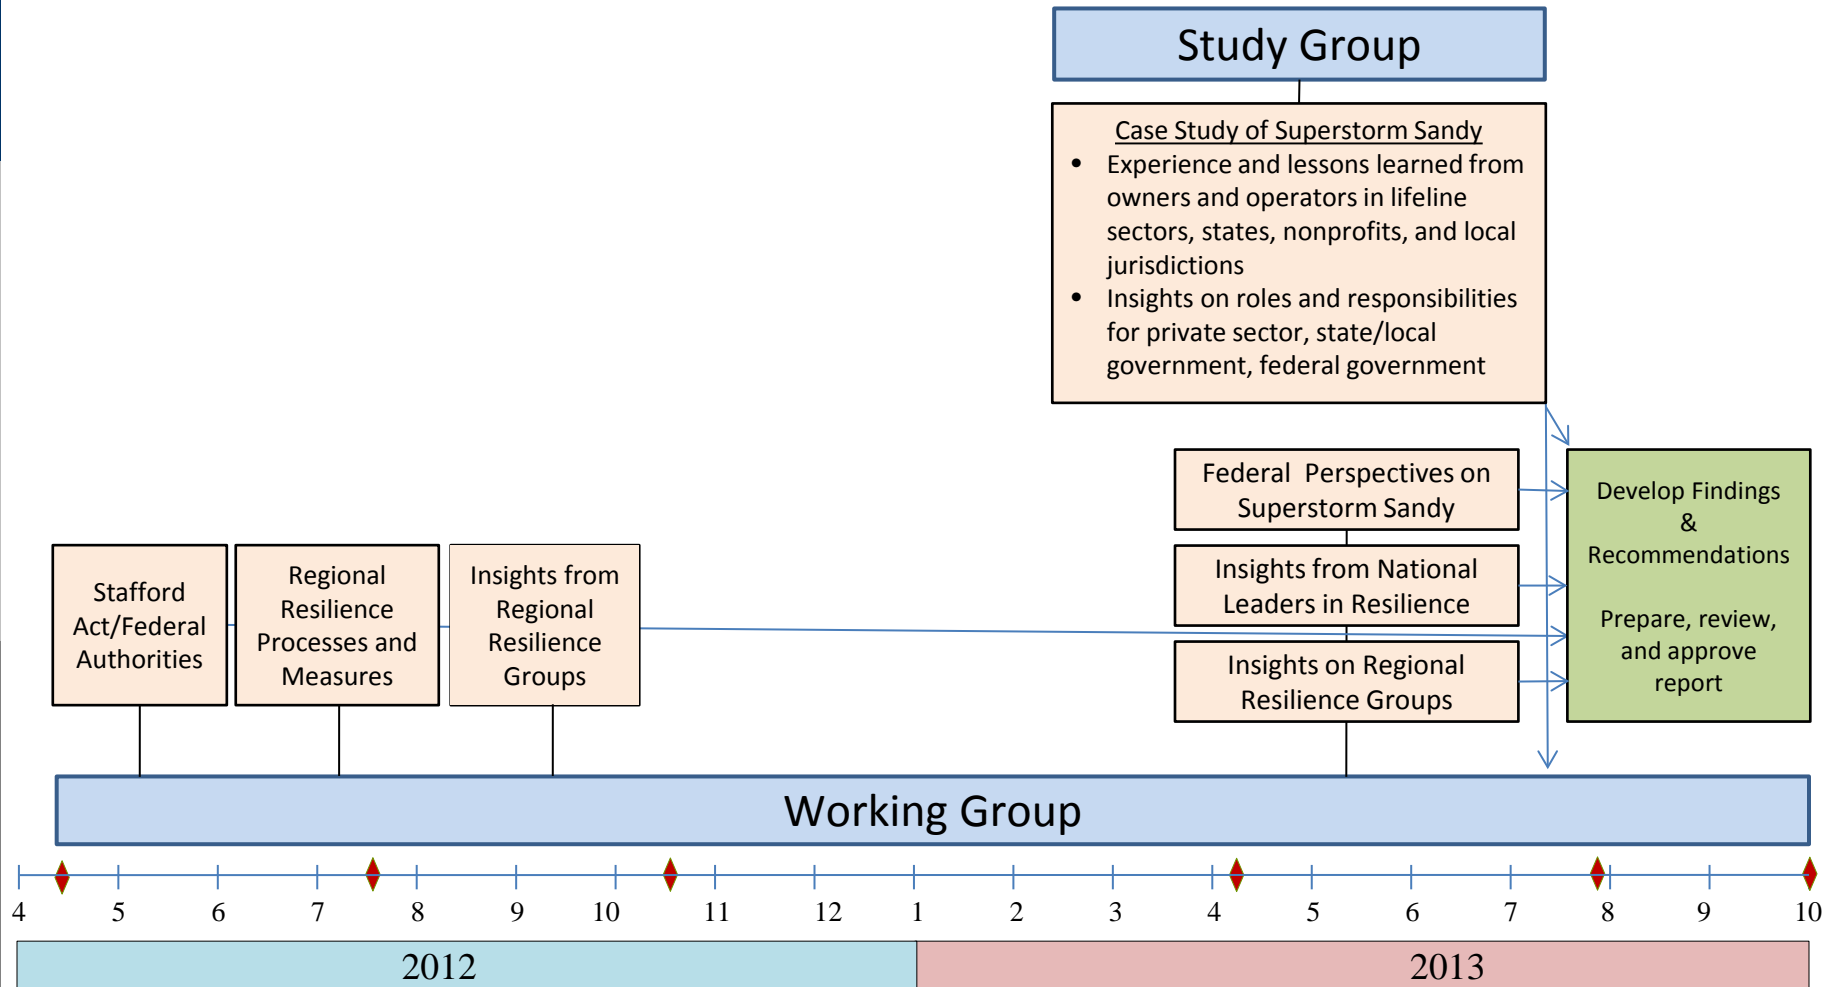 Study Group
Case Study of Superstorm Sandy
• Experience and lessons learned from
owners and operators in lifeline
sectors, states, nonprofits, and local
jurisdictions
• Insights on roles and responsibilities
for private sector, state/local
government, federal government
Federal Perspectives on
Superstorm Sandy
Insights from National
Leaders in Resilience
Insights on Regional
Resilience Groups
Develop Findings
&
Recommendations
Prepare, review,
and approve
report
Stafford
Act/Federal
Authorities
Regional
Resilience
Processes and
Measures
Insights from
Regional
Resilience
Groups
Working Group
4 5 6 7 8 9 10 11 12 1 2 3 4 5 6 7 8 9 10
2012 2013